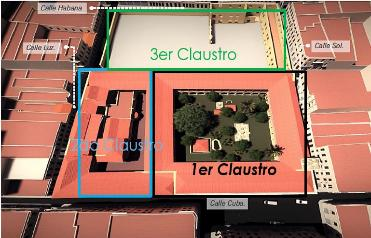 Calle Habana
Calle Luz.
3er Claustro
Calle Sol.
2do Claustro
1er Claustro
Calle Cuba.